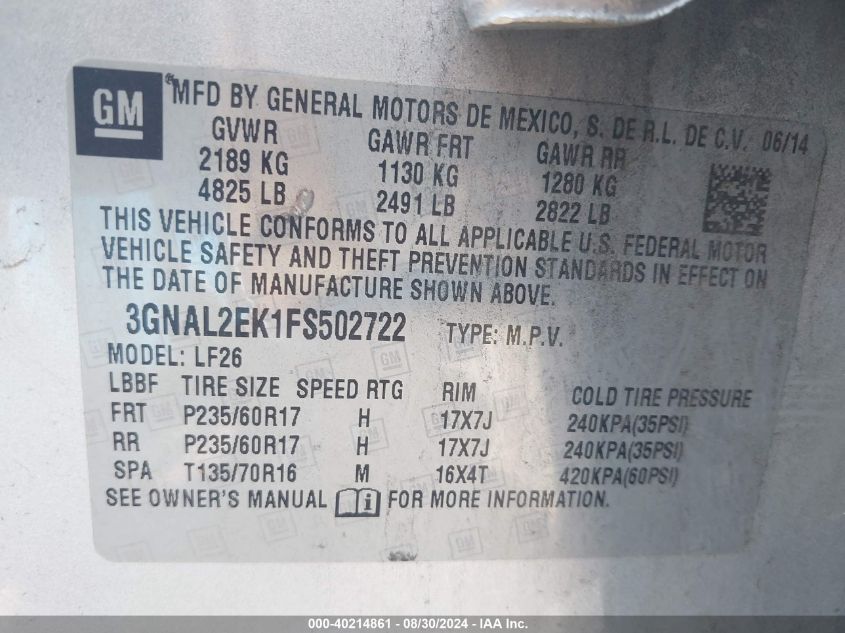 GM
MFD BY GENERAL MOTORS DE MEXICO, S. DE R.L. DE C.V. 06/14
GVWR GAWR FRT GAWR RR
2189 KG 1130 KG 1280 KG
4825 LB 2491 LB 2822 LB
THIS VEHICLE CONFORMS TO ALL APPLICABLE U.S. FEDERAL MOTOR
VEHICLE SAFETY AND THEFT PREVENTION STANDARDS IN EFFECT ON
THE DATE OF MANUFACTURE SHOWN ABOVE.
3GNAL2EK1FS502722 TYPE: M.P.V.
MODEL: LF26
LBBF TIRE SIZE SPEED RTG RIM COLD TIRE PRESSURE
FRT P235/60R17 H 17X7J 240KPA(35PSI)
RR P235/60R17 H 17X7J 240KPA(35PSI)
SPA T135/70R16 M 16X4T 420KPA(60PSI)
SEE OWNER'S MANUAL FOR MORE INFORMATION.
000-40214861 - 08/30/2024 - IAA Inc.